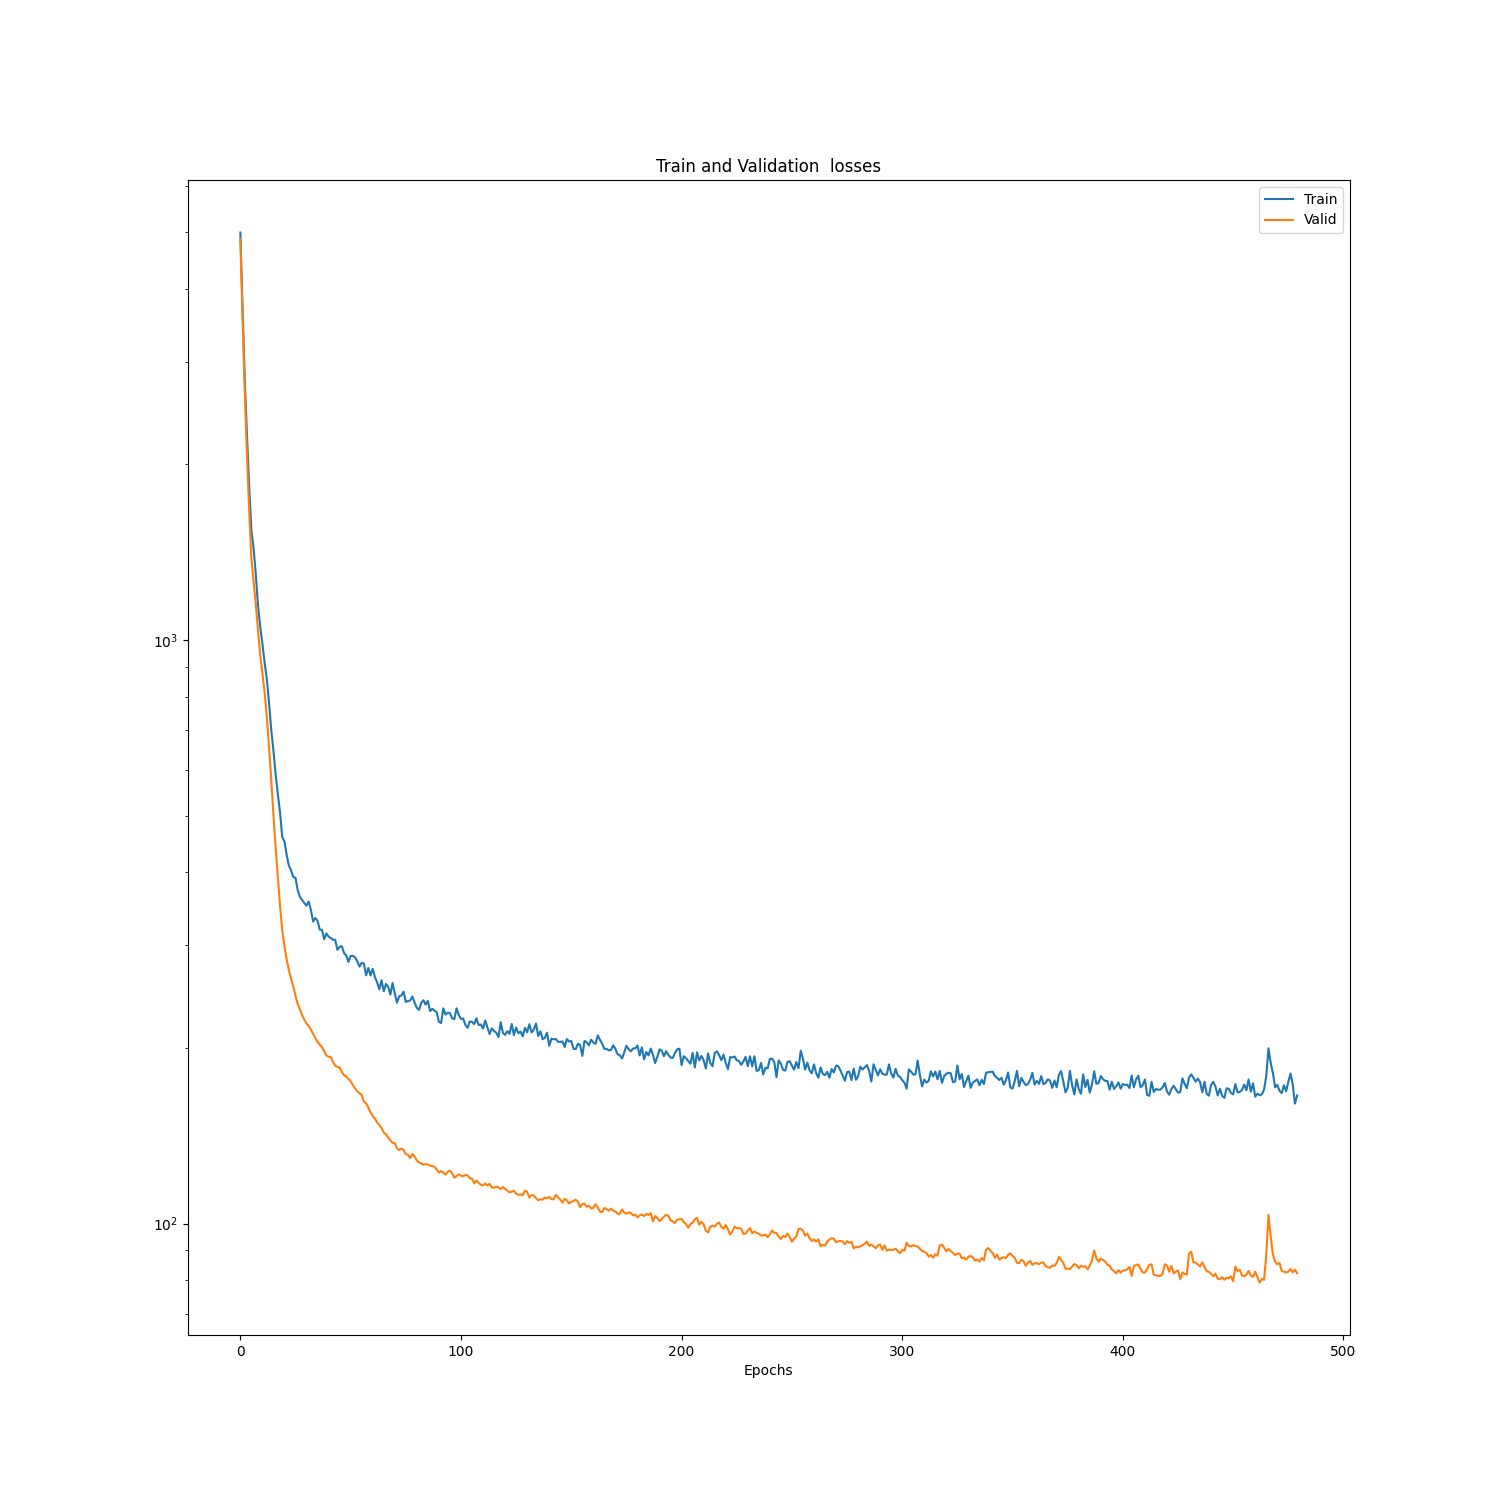 Train and Validation  losses
Train
Valid
10³
10²
0 100 200 300 400 500
Epochs